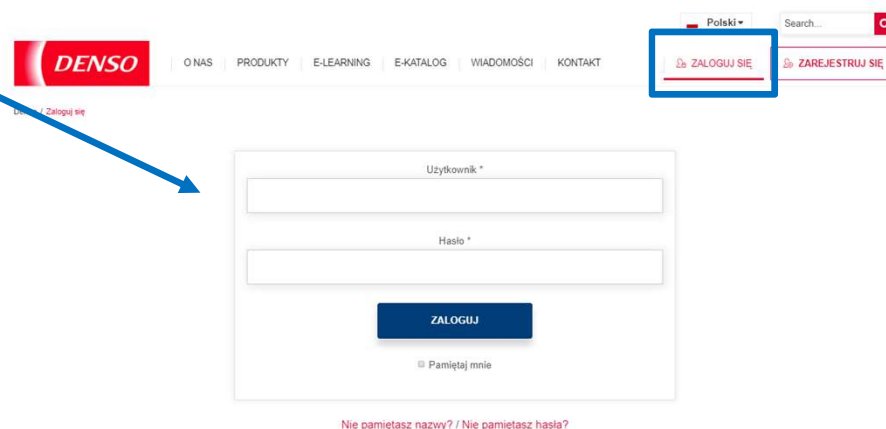 Polski
Search...
DENSO
O NAS PRODUKTY E-LEARNING E-KATALOG WIADOMOŚCI KONTAKT ZALOGUJ SIĘ ZAREJESTRUJ SIĘ
/ Zaloguj się
Użytkownik *
Hasło *
ZALOGUJ
Pamiętaj mnie
Nie pamiętasz nazwy? / Nie pamiętasz hasła?